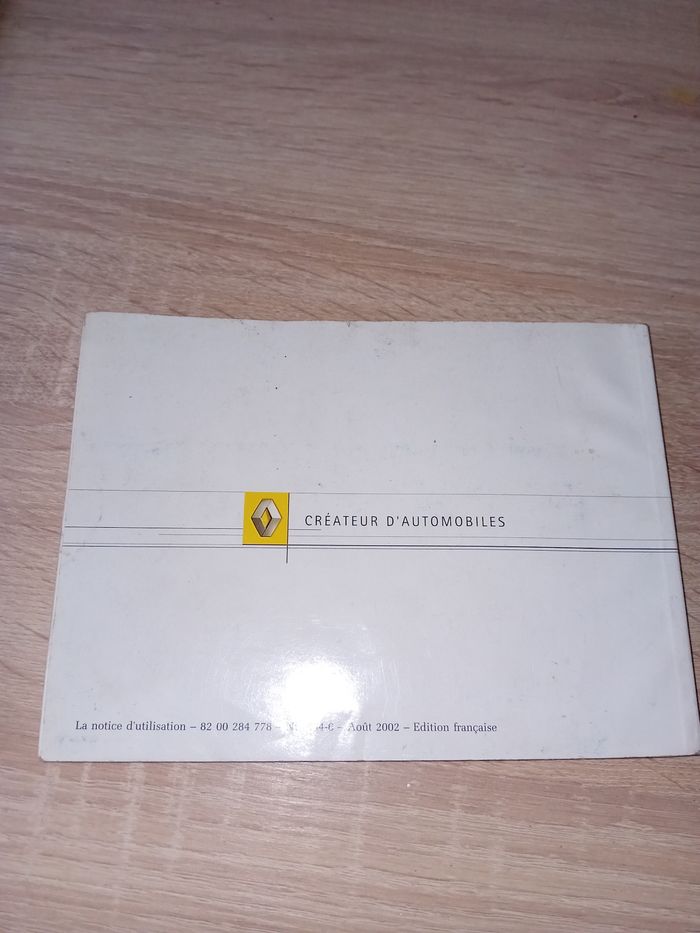 CRÉATEUR D'AUTOMOBILES
La notice d'utilisation – 82 00 284 778 – Août 2002 – Edition française